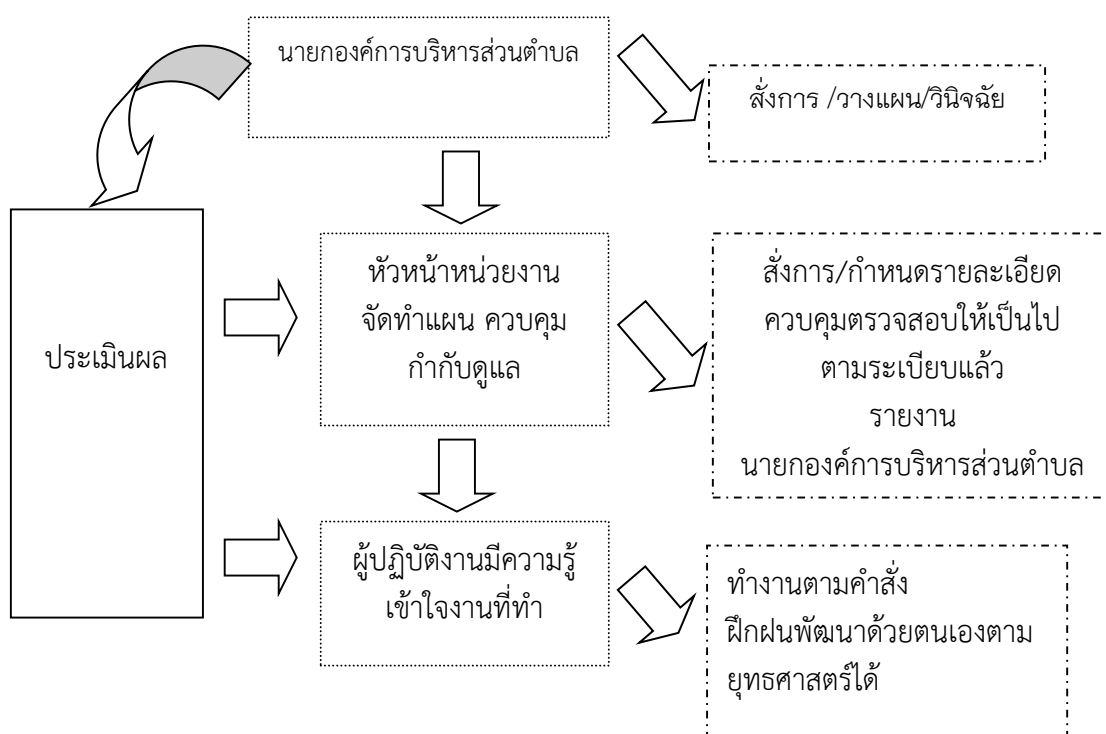 นายกองค์การบริหารส่วนตำบล
สั่งการ /วางแผน/วินิจฉัย
ประเมินผล
หัวหน้าหน่วยงาน
จัดทำแผน ควบคุม
กำกับดูแล
สั่งการ/กำหนดรายละเอียด
ควบคุมตรวจสอบให้เป็นไป
ตามระเบียบแล้ว
รายงาน
นายกองค์การบริหารส่วนตำบล
ผู้ปฏิบัติงานมีความรู้
เข้าใจงานที่ทำ
ทำงานตามคำสั่ง
ฝึกฝนพัฒนาด้วยตนเองตาม
ยุทธศาสตร์ได้